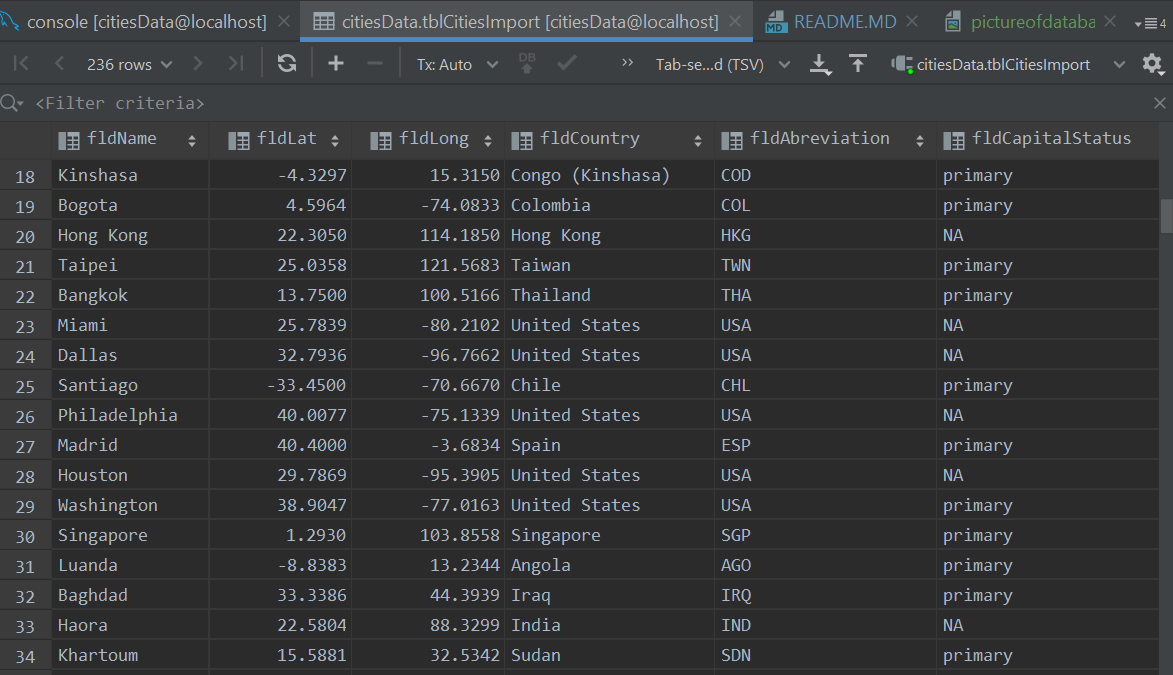 console [citiesData@localhost] citiesData.tblCitiesImport [citiesData@localhost] MD README.MD pictureofdataba 4
236 rows Tx: Auto DB Tab-se...d (TSV) citiesData.tblCitiesImport
<Filter criteria>
fldName fldLat fldLong fldCountry fldAbreviation fldCapitalStatus
18 Kinshasa -4.3297 15.3150 Congo (Kinshasa) COD primary
19 Bogota 4.5964 -74.0833 Colombia COL primary
20 Hong Kong 22.3050 114.1850 Hong Kong HKG NA
21 Taipei 25.0358 121.5683 Taiwan TWN primary
22 Bangkok 13.7500 100.5166 Thailand THA primary
23 Miami 25.7839 -80.2102 United States USA NA
24 Dallas 32.7936 -96.7662 United States USA NA
25 Santiago -33.4500 -70.6670 Chile CHL primary
26 Philadelphia 40.0077 -75.1339 United States USA NA
27 Madrid 40.4000 -3.6834 Spain ESP primary
28 Houston 29.7869 -95.3905 United States USA NA
29 Washington 38.9047 -77.0163 United States USA primary
30 Singapore 1.2930 103.8558 Singapore SGP primary
31 Luanda -8.8383 13.2344 Angola AGO primary
32 Baghdad 33.3386 44.3939 Iraq IRQ primary
33 Haora 22.5804 88.3299 India IND NA
34 Khartoum 15.5881 32.5342 Sudan SDN primary